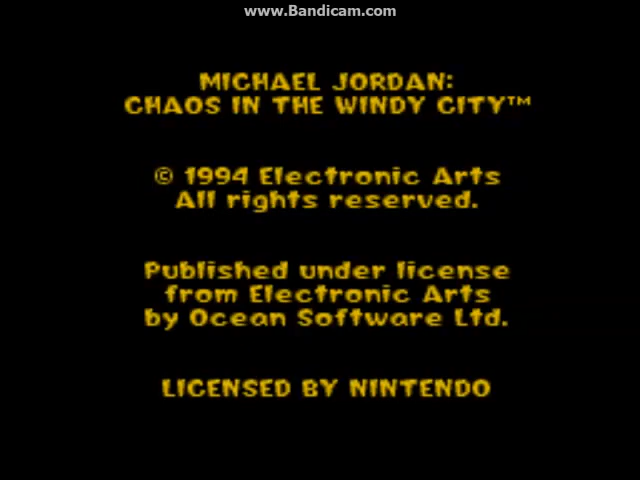 www.Bandicam.com
MICHAEL JORDAN:
CHAOS IN THE WINDY CITY™
© 1994 Electronic Arts
All rights reserved.
Published under license
from Electronic Arts
by Ocean Software Ltd.
LICENSED BY NINTENDO